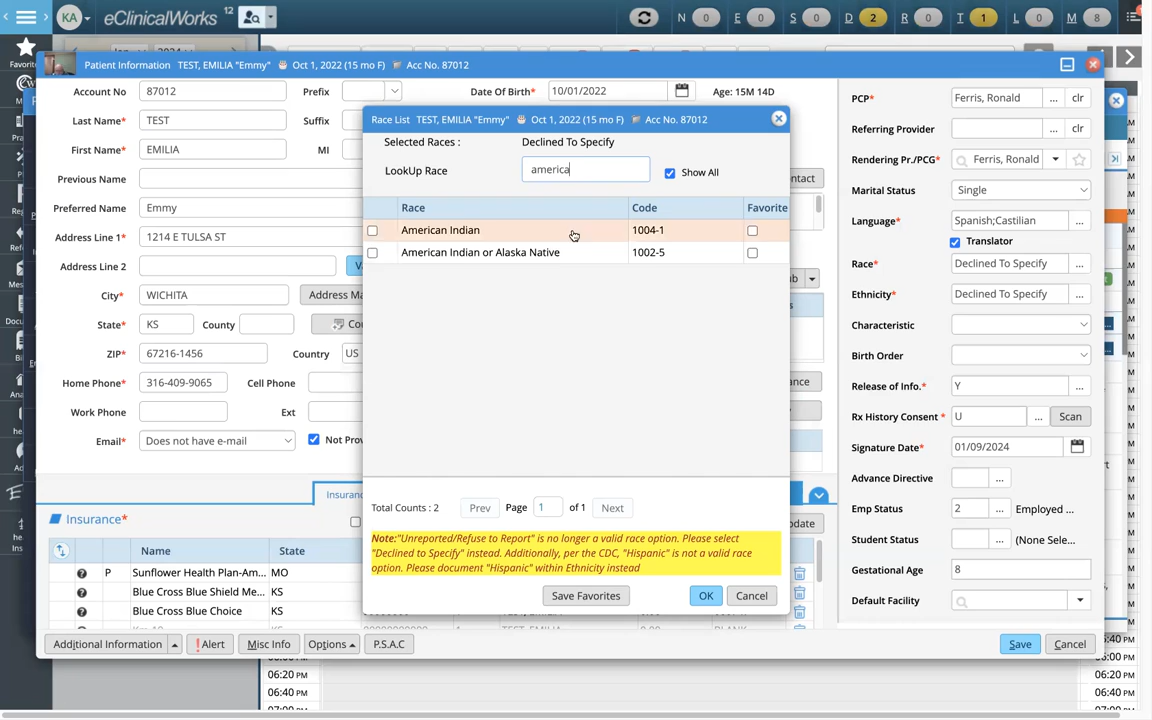 KA eClinicalWorks 12 N 0 E 0 S 0 D 2 R 0 T 1 L 0 M 8
Favorite
Patient Information TEST, EMILIA "Emmy" Oct 1, 2022 (15 mo F) Acc No. 87012
Account No 87012 Prefix Date Of Birth* 10/01/2022 Age: 15M 14D
Last Name* TEST Suffix
First Name* EMILIA MI
Previous Name
Preferred Name Emmy
Address Line 1* 1214 E TULSA ST
Address Line 2
City* WICHITA Address Ma
State* KS County Cou
ZIP* 67216-1456 Country US
Home Phone* 316-409-9065 Cell Phone
Work Phone Ext
Email* Does not have e-mail Not Prov
Race List TEST, EMILIA "Emmy" Oct 1, 2022 (15 mo F) Acc No. 87012
Selected Races : Declined To Specify
LookUp Race america Show All
Race Code Favorite
American Indian 1004-1
American Indian or Alaska Native 1002-5
Total Counts : 2 Prev Page 1 of 1 Next
Note:"Unreported/Refuse to Report" is no longer a valid race option. Please select
"Declined to Specify" instead. Additionally, per the CDC, "Hispanic" is not a valid race
option. Please document "Hispanic" within Ethnicity instead
Save Favorites OK Cancel
PCP* Ferris, Ronald ... clr
Referring Provider ... clr
Rendering Pr./PCG* Ferris, Ronald
Marital Status Single
Language* Spanish;Castilian ...
Translator
Race* Declined To Specify ...
Ethnicity* Declined To Specify ...
Characteristic
Birth Order
Release of Info.* Y ...
Rx History Consent * U ... Scan
Signature Date* 01/09/2024
Advance Directive ...
Emp Status 2 ... Employed ...
Student Status ... (None Sele...
Gestational Age 8
Default Facility
Insuranc
Insurance*
Name State
P Sunflower Health Plan-Am... MO
Blue Cross Blue Shield Me... KS
Blue Cross Blue Choice KS
Additional Information !Alert Misc Info Options P.S.A.C Save Cancel
06:20 PM
06:40 PM